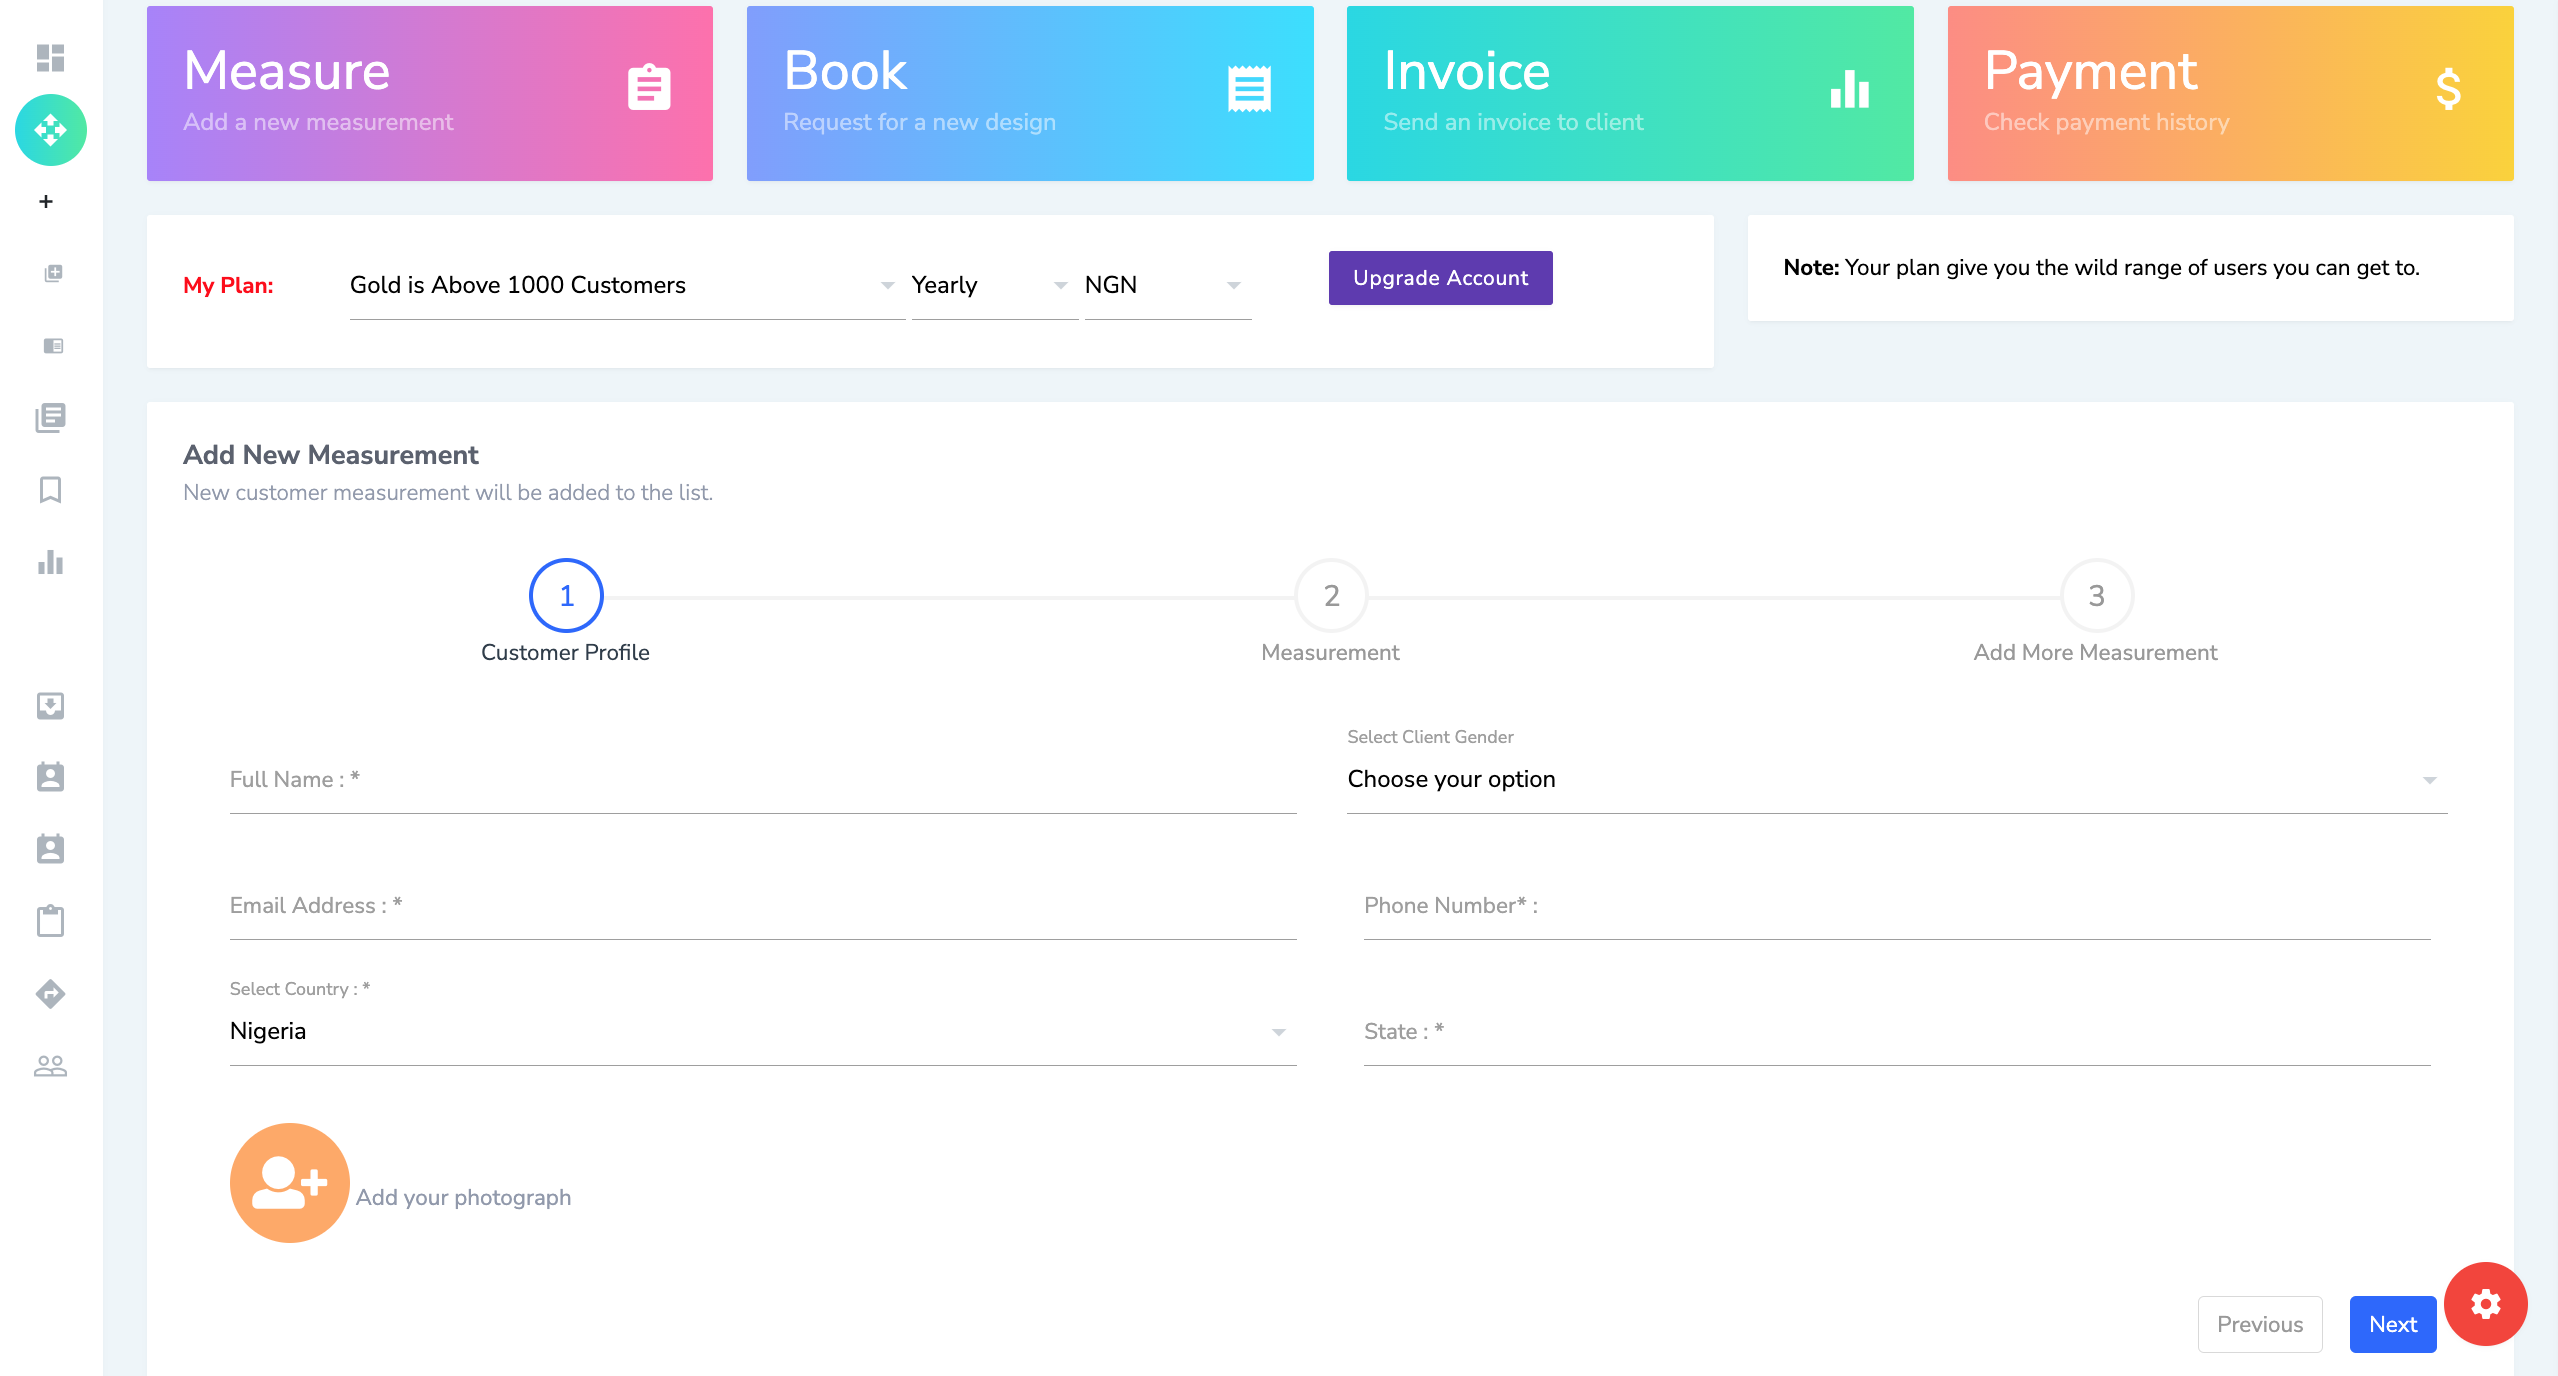 Measure
Add a new measurement
Book
Request for a new design
Invoice
Send an invoice to client
Payment
Check payment history
My Plan:
Gold is Above 1000 Customers
Yearly
NGN
Upgrade Account
Note: Your plan give you the wild range of users you can get to.
Add New Measurement
New customer measurement will be added to the list.
1
2
3
Customer Profile
Measurement
Add More Measurement
Select Client Gender
Full Name : *
Choose your option
Email Address : *
Phone Number* :
Select Country : *
Nigeria
State : *
Add your photograph
Previous
Next